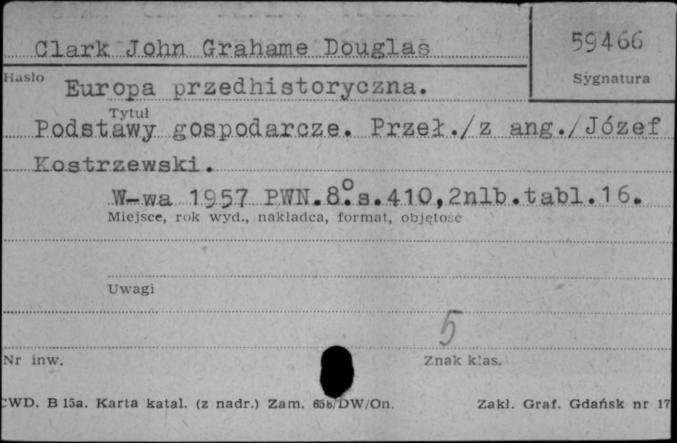 Clark John Grahame Douglas
59466
Hasło
Sygnatura
Europa przedhistoryczna.
Tytuł
Podstawy gospodarcze. Przeł./z ang./Józef
Kostrzewski.
W-wa 1957 PWN.8.°s.410,2nlb.tabl.16.
Miejsce, rok wyd., nakładca, format, objętość
Uwagi
5
Nr inw.
Znak klas.
CWD. B 15a. Karta katal. (z nadr.) Zam. 658/DW/On.
Zakł. Graf. Gdańsk nr 17